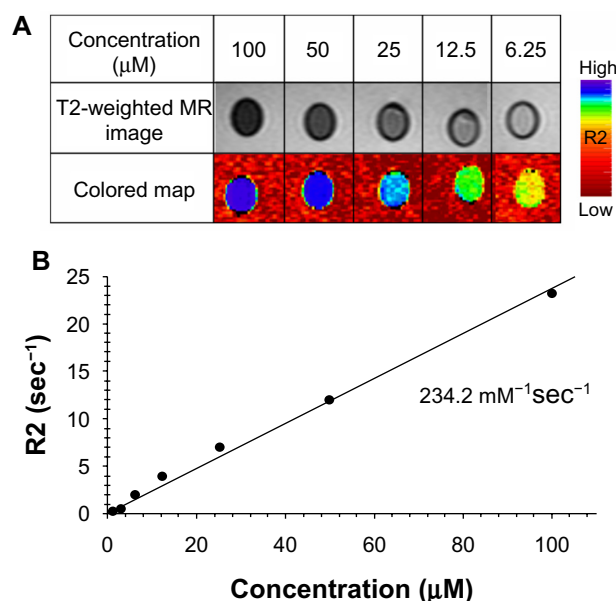 A
Concentration (μM) 100 50 25 12.5 6.25
T2-weighted MR image
Colored map
High
R2
Low
B
25
20
15
10
5
0
R2 (sec⁻¹)
234.2 mM⁻¹sec⁻¹
0 20 40 60 80 100
Concentration (μM)